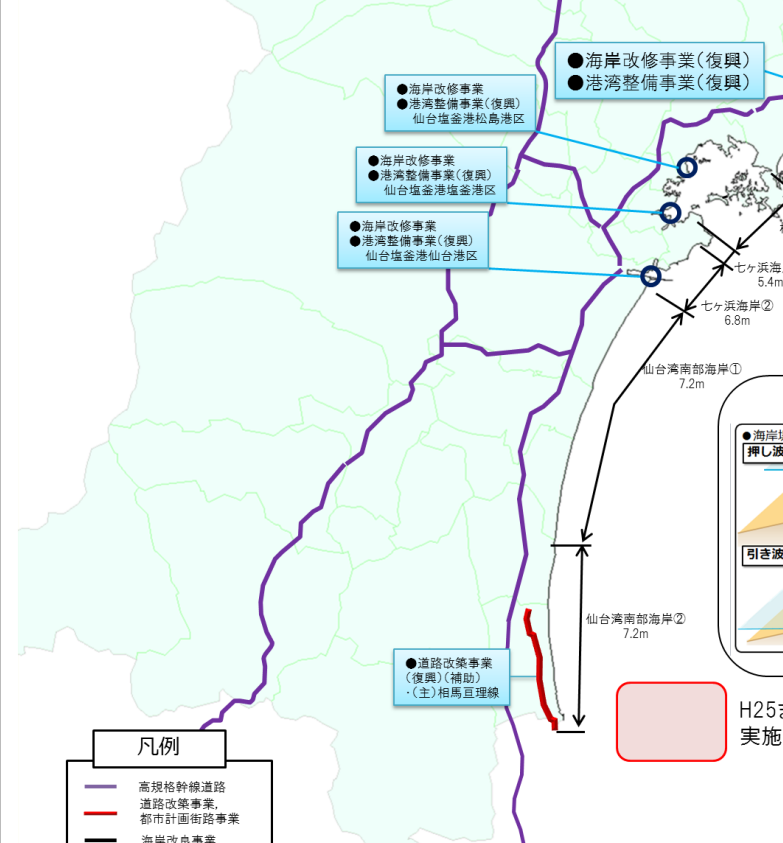 ●海岸改修事業(復興)
●港湾整備事業(復興)
●海岸改修事業
●港湾整備事業(復興)
仙台塩釜港松島港区
●海岸改修事業
●港湾整備事業(復興)
仙台塩釜港塩釜港区
●海岸改修事業
●港湾整備事業(復興)
仙台塩釜港仙台港区
七ヶ浜海
5.4m
七ヶ浜海岸②
6.8m
仙台湾南部海岸①
7.2m
●海岸
押し波
引き波
仙台湾南部海岸②
7.2m
●道路改築事業
(復興)(補助)
・(主)相馬亘理線
H25
実施
凡例
高規格幹線道路
道路改築事業,
都市計画街路事業
海岸改良事業